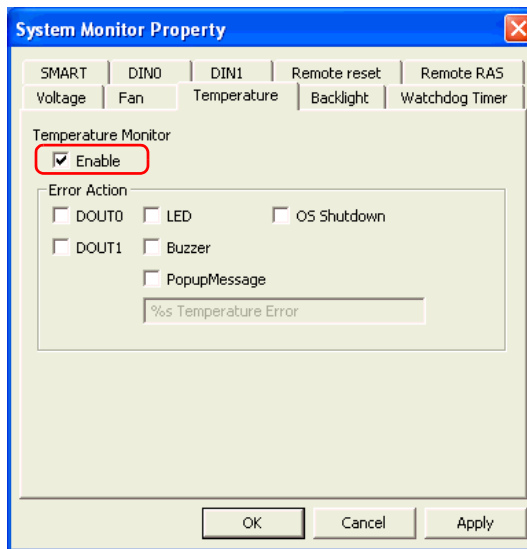 System Monitor Property
SMART DIN0 DIN1 Remote reset Remote RAS
Voltage Fan Temperature Backlight Watchdog Timer
Temperature Monitor
Enable
Error Action
DOUT0 LED OS Shutdown
DOUT1 Buzzer
PopupMessage
%s Temperature Error
OK Cancel Apply